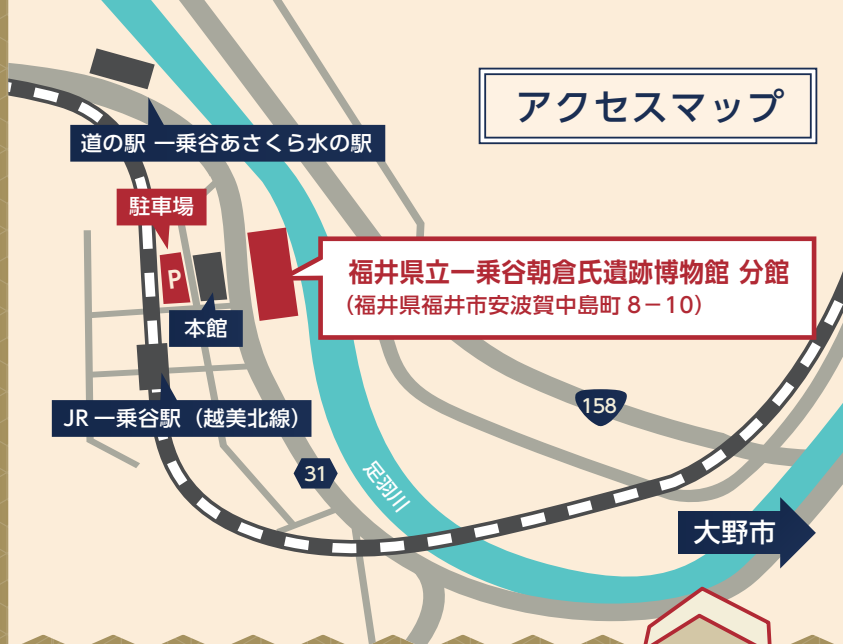 アクセスマップ
道の駅 一乗谷あさくら水の駅
駐車場
P
本館
福井県立一乗谷朝倉氏遺跡博物館 分館
（福井県福井市安波賀中島町 8－10）
JR 一乗谷駅（越美北線）
158
31
足羽川
大野市